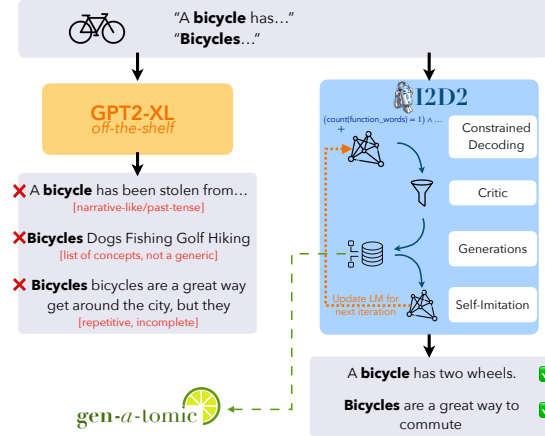 “A bicycle has…”
“Bicycles…”
GPT2-XL
off-the-shelf
A bicycle has been stolen from…
[narrative-like/past-tense]
Bicycles Dogs Fishing Golf Hiking
[list of concepts, not a generic]
Bicycles bicycles are a great way
get around the city, but they
[repetitive, incomplete]
I2D2
(count(function_words) = 1) ∧ …
+
Constrained
Decoding
Critic
Generations
Self-Imitation
Update LM for
next iteration
A bicycle has two wheels.
Bicycles are a great way to
commute
gen-a-tomic